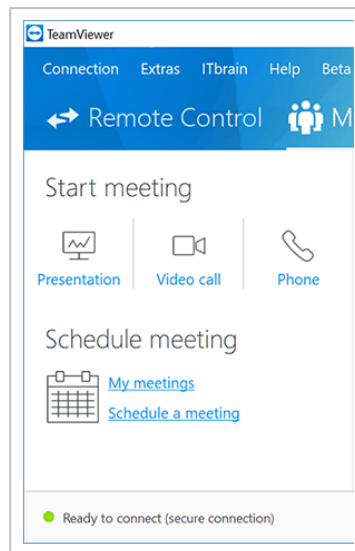 TeamViewer
Connection Extras ITbrain Help Beta
Remote Control M
Start meeting
Presentation Video call Phone
Schedule meeting
My meetings
Schedule a meeting
Ready to connect (secure connection)